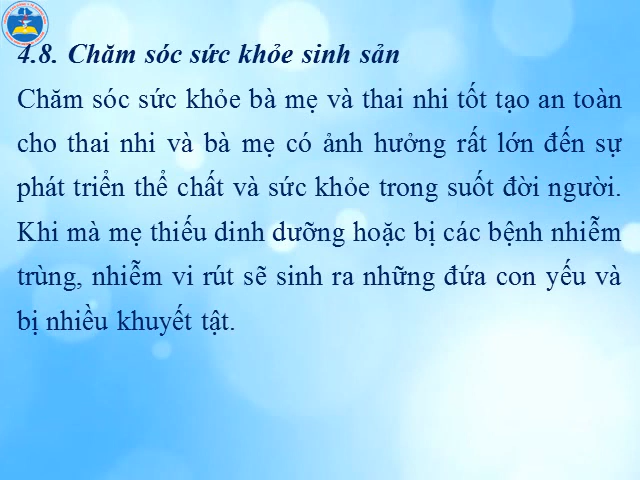 4.8. Chăm sóc sức khỏe sinh sản
Chăm sóc sức khỏe bà mẹ và thai nhi tốt tạo an toàn
cho thai nhi và bà mẹ có ảnh hưởng rất lớn đến sự
phát triển thể chất và sức khỏe trong suốt đời người.
Khi mà mẹ thiếu dinh dưỡng hoặc bị các bệnh nhiễm
trùng, nhiễm vi rút sẽ sinh ra những đứa con yếu và
bị nhiều khuyết tật.